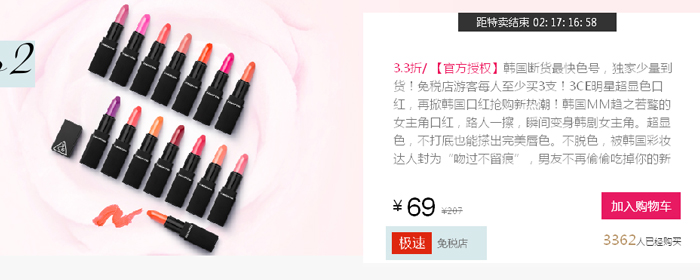 2
距特卖结束 02:17:16:58
3.3折/【官方授权】韩国断货最快色号，独家少量到
货！免税店游客每人至少买3支！3CE明星超显色口
红，再掀韩国口红抢购新热潮！韩国MM趋之若鹜的
女主角口红，路人一擦，瞬间变身韩剧女主角。超显
色，不打底也能搽出完美唇色。不脱色，被韩国彩妆
达人封为“吻过不留痕”，男友不再偷偷吃掉你的新
¥69 ¥207
加入购物车
极速 免税店
3362人已经购买